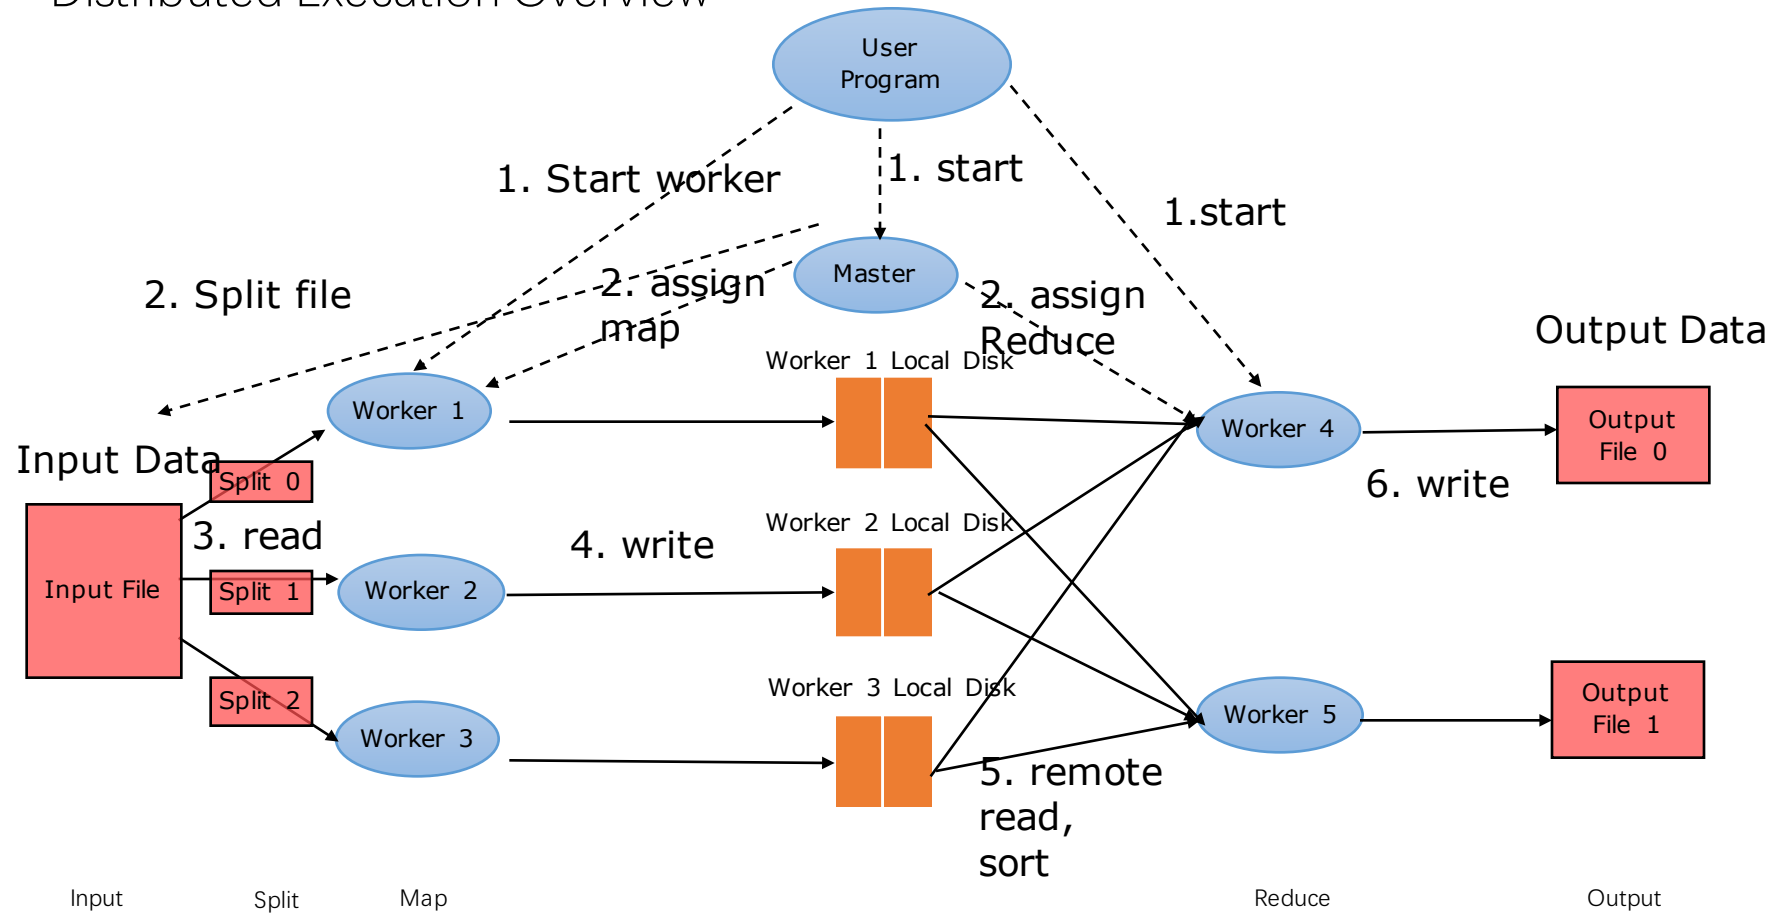 Distributed Execution Overview
User
Program
1. Start worker
1. start
1.start
2. Split file
2. assign
map
Master
2. assign
Reduce
Output Data
Worker 1 Local Disk
Worker 1
Worker 4
Output
File 0
Input Data
Split 0
6. write
3. read
4. write
Worker 2 Local Disk
Input File
Split 1
Worker 2
Worker 3 Local Disk
Split 2
Worker 3
Worker 5
Output
File 1
5. remote
read,
sort
Input
Split
Map
Reduce
Output